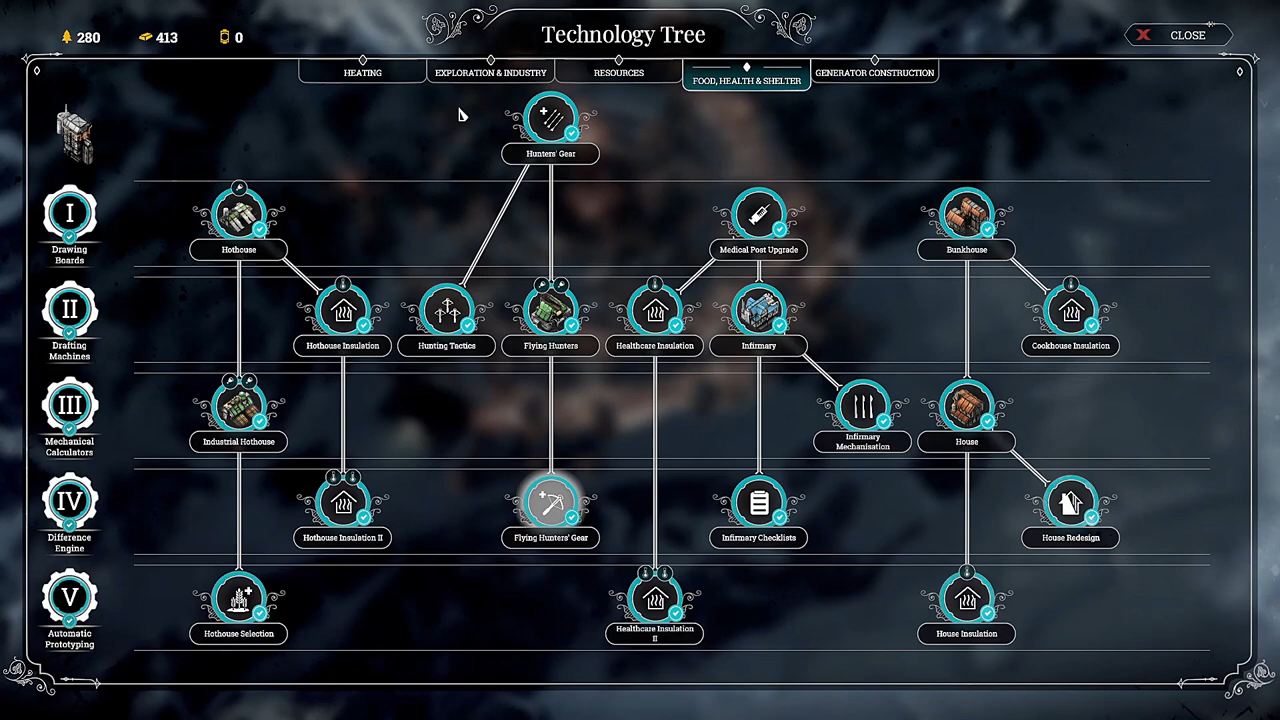 280
413
0
Technology Tree
CLOSE
HEATING
EXPLORATION & INDUSTRY
RESOURCES
FOOD, HEALTH & SHELTER
GENERATOR CONSTRUCTION
Hunters' Gear
I
Drawing
Boards
Hothouse
Medical Post Upgrade
Bunkhouse
II
Drafting
Machines
Hothouse Insulation
Hunting Tactics
Flying Hunters
Healthcare Insulation
Infirmary
Cookhouse Insulation
III
Mechanical
Calculators
Industrial Hothouse
Infirmary
Mechanisation
House
IV
Difference
Engine
Hothouse Insulation II
Flying Hunters' Gear
Infirmary Checklists
House Redesign
V
Automatic
Prototyping
Hothouse Selection
Healthcare Insulation
II
House Insulation